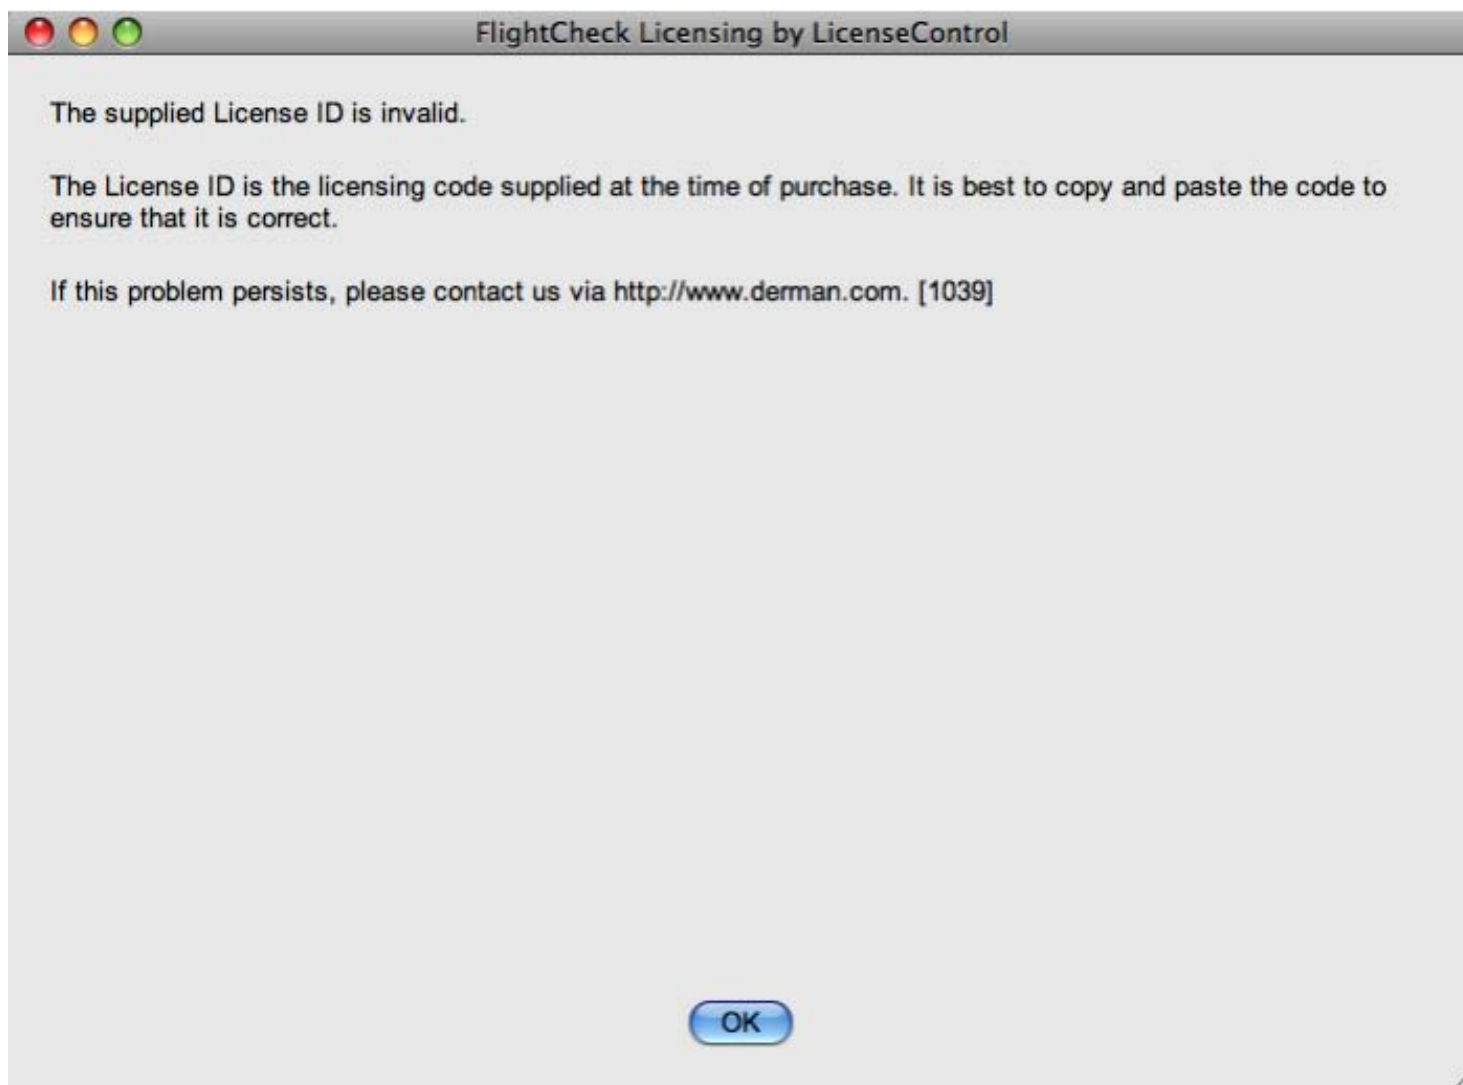 FlightCheck Licensing by LicenseControl
The supplied License ID is invalid.
The License ID is the licensing code supplied at the time of purchase. It is best to copy and paste the code to
ensure that it is correct.
If this problem persists, please contact us via http://www.derman.com. [1039]
OK